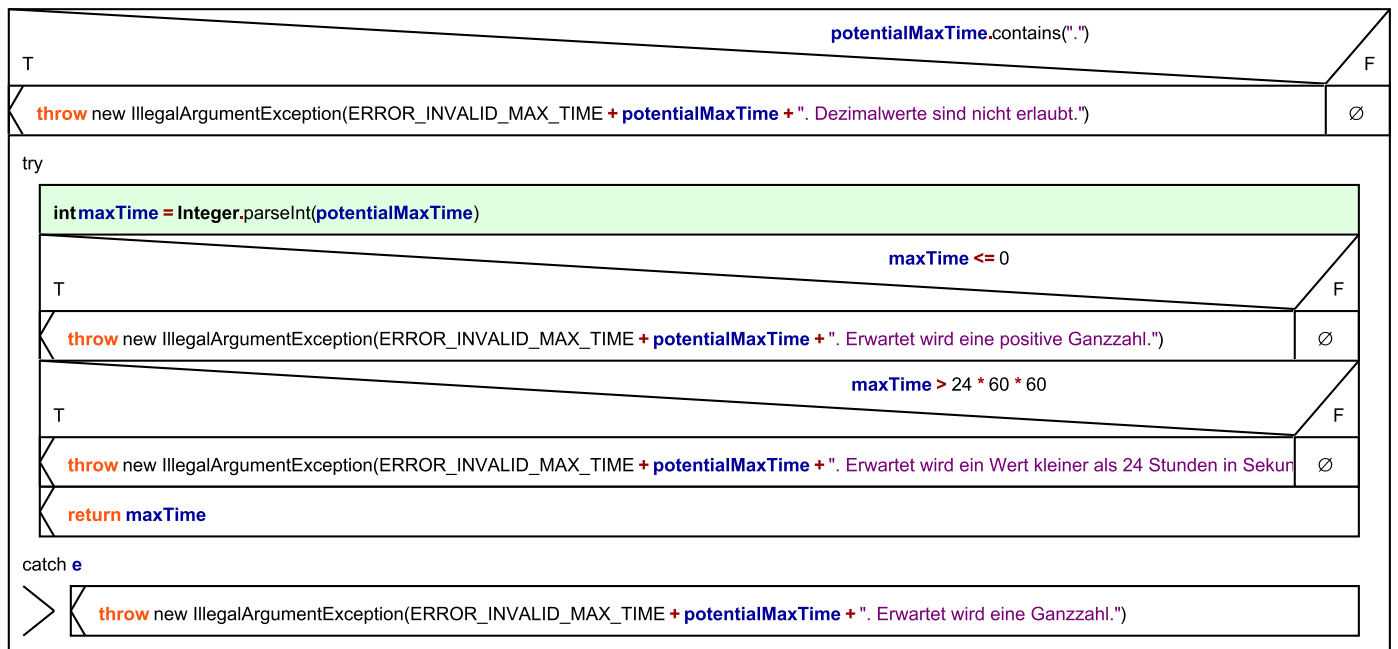 potentialMaxTime.contains(".")
T F
throw new IllegalArgumentException(ERROR_INVALID_MAX_TIME + potentialMaxTime + ". Dezimalwerte sind nicht erlaubt.") ∅
try
int maxTime = Integer.parseInt(potentialMaxTime)
maxTime <= 0
T F
throw new IllegalArgumentException(ERROR_INVALID_MAX_TIME + potentialMaxTime + ". Erwartet wird eine positive Ganzzahl.") ∅
maxTime > 24 * 60 * 60
T F
throw new IllegalArgumentException(ERROR_INVALID_MAX_TIME + potentialMaxTime + ". Erwartet wird ein Wert kleiner als 24 Stunden in Sekun ∅
return maxTime
catch e
throw new IllegalArgumentException(ERROR_INVALID_MAX_TIME + potentialMaxTime + ". Erwartet wird eine Ganzzahl.")